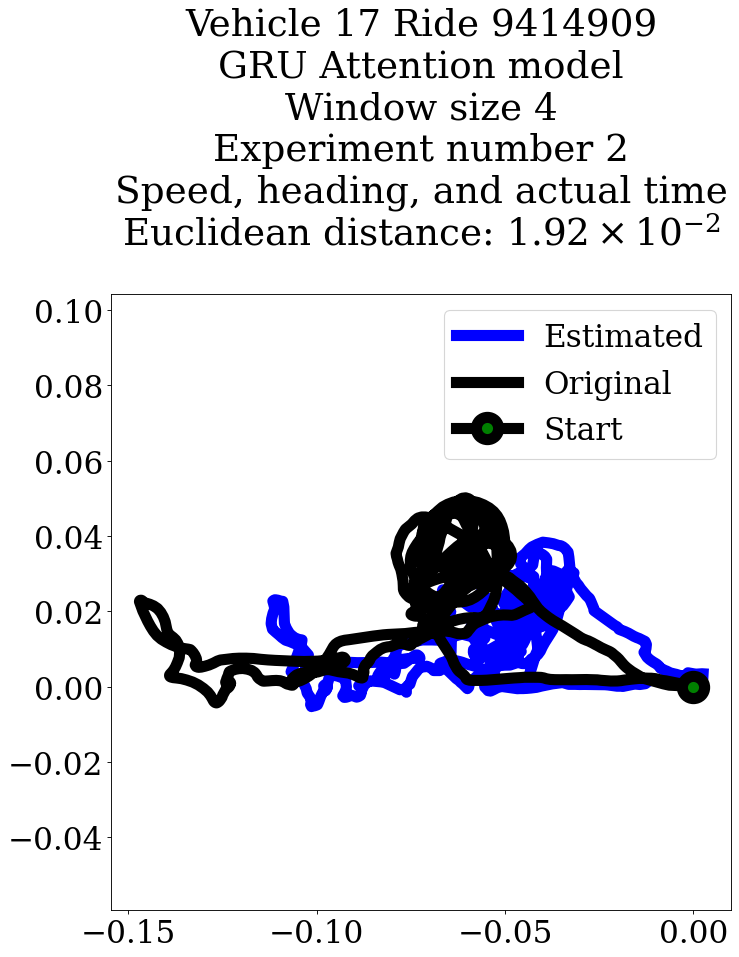 Vehicle 17 Ride 9414909
GRU Attention model
Window size 4
Experiment number 2
Speed, heading, and actual time
Euclidean distance: 1.92 × 10⁻²
Estimated
Original
Start
0.10
0.08
0.06
0.04
0.02
0.00
−0.02
−0.04
−0.15 −0.10 −0.05 0.00